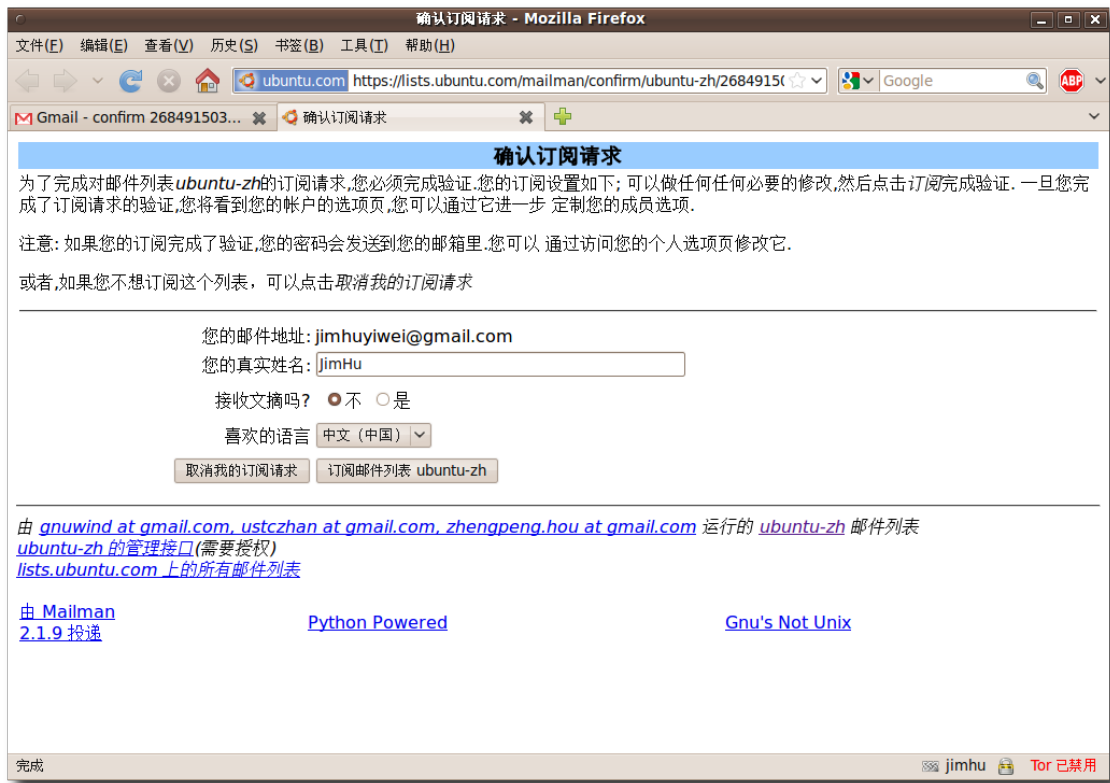 确认订阅请求 - Mozilla Firefox
文件(F) 编辑(E) 查看(V) 历史(S) 书签(B) 工具(T) 帮助(H)
ubuntu.com https://lists.ubuntu.com/mailman/confirm/ubuntu-zh/26849150 Google ABP
Gmail - confirm 268491503... 确认订阅请求
确认订阅请求
为了完成对邮件列表ubuntu-zh的订阅请求,您必须完成验证.您的订阅设置如下; 可以做任何任何必要的修改,然后点击订阅完成验证. 一旦您完
成了订阅请求的验证,您将看到您的帐户的选项页,您可以通过它进一步 定制您的成员选项.
注意: 如果您的订阅完成了验证,您的密码会发送到您的邮箱里.您可以 通过访问您的个人选项页修改它.
或者,如果您不想订阅这个列表，可以点击取消我的订阅请求
您的邮件地址: jimhuyiwei@gmail.com
您的真实姓名: JimHu
接收文摘吗? 不 是
喜欢的语言 中文 (中国)
取消我的订阅请求 订阅邮件列表 ubuntu-zh
由 gnuwind at gmail.com, ustczhan at gmail.com, zhengpeng.hou at gmail.com 运行的 ubuntu-zh 邮件列表
ubuntu-zh 的管理接口(需要授权)
lists.ubuntu.com 上的所有邮件列表
由 Mailman
2.1.9 投递
Python Powered
Gnu's Not Unix
完成 jimhu Tor 已禁用